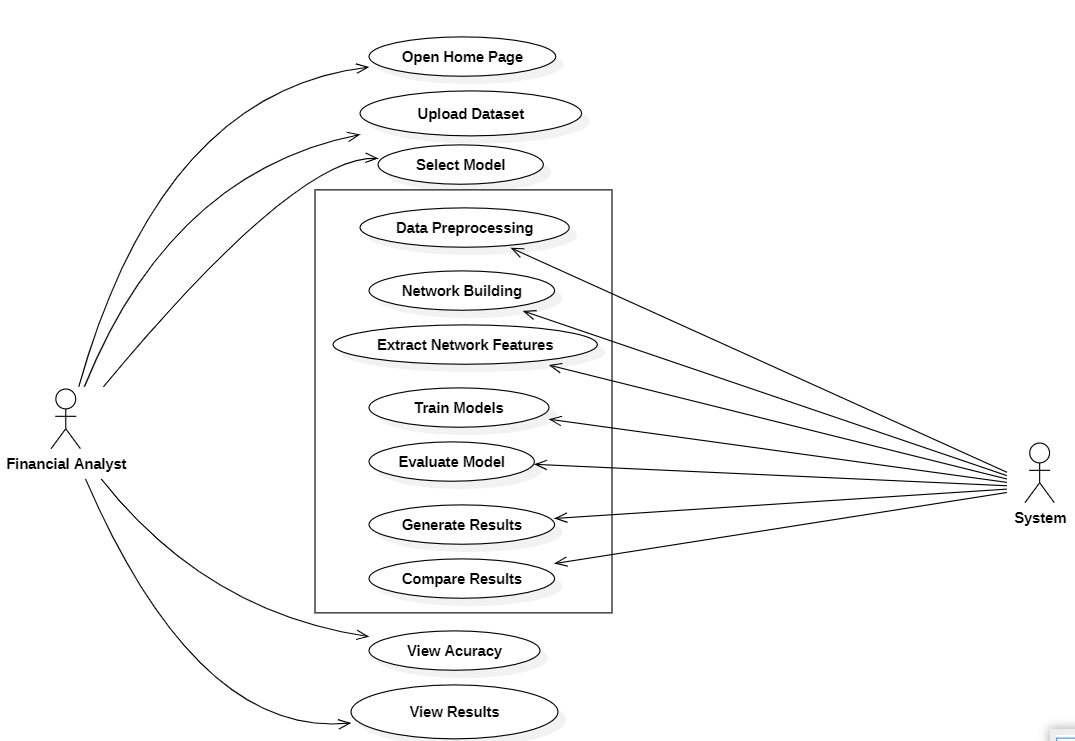 Open Home Page
Upload Dataset
Select Model
Data Preprocessing
Network Building
Extract Network Features
Train Models
Financial Analyst
Evaluate Model
System
Generate Results
Compare Results
View Acuracy
View Results